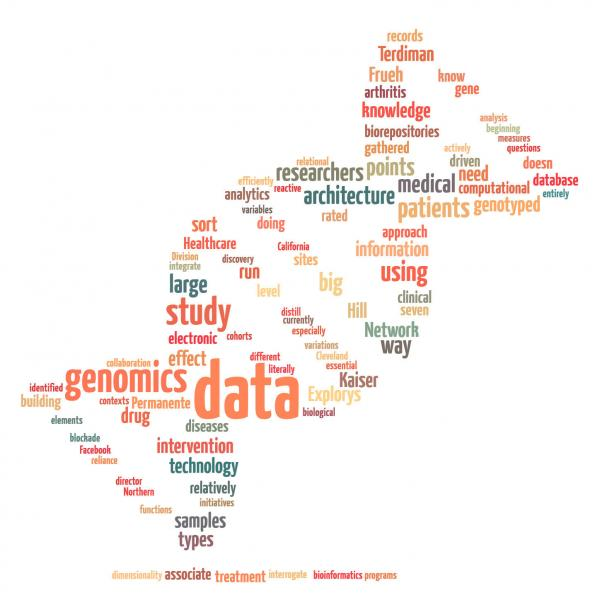 records
Terdiman
Frueh know
arthritis gene
knowledge
analysis
biorepositories beginning
measures
gathered actively questions
relational driven doesn
researchers points need
efficiently reactive medical computational database
analytics architecture entirely
variables patients genotyped
sort doing rated
approach
Healthcare California information
Division discovery sites
integrate run using
large level big clinical
study distill Hill seven
currently
electronic cohorts especially Network
variations way
collaboration effect different Cleveland
literally essential
identified genomics data Kaiser
building contexts Permanente Explorys
drug biological
elements diseases
blockade intervention
Facebook
reliance technology
director relatively
Northern
functions initiatives
samples
types
dimensionality associate treatment interrogate bioinformatics programs